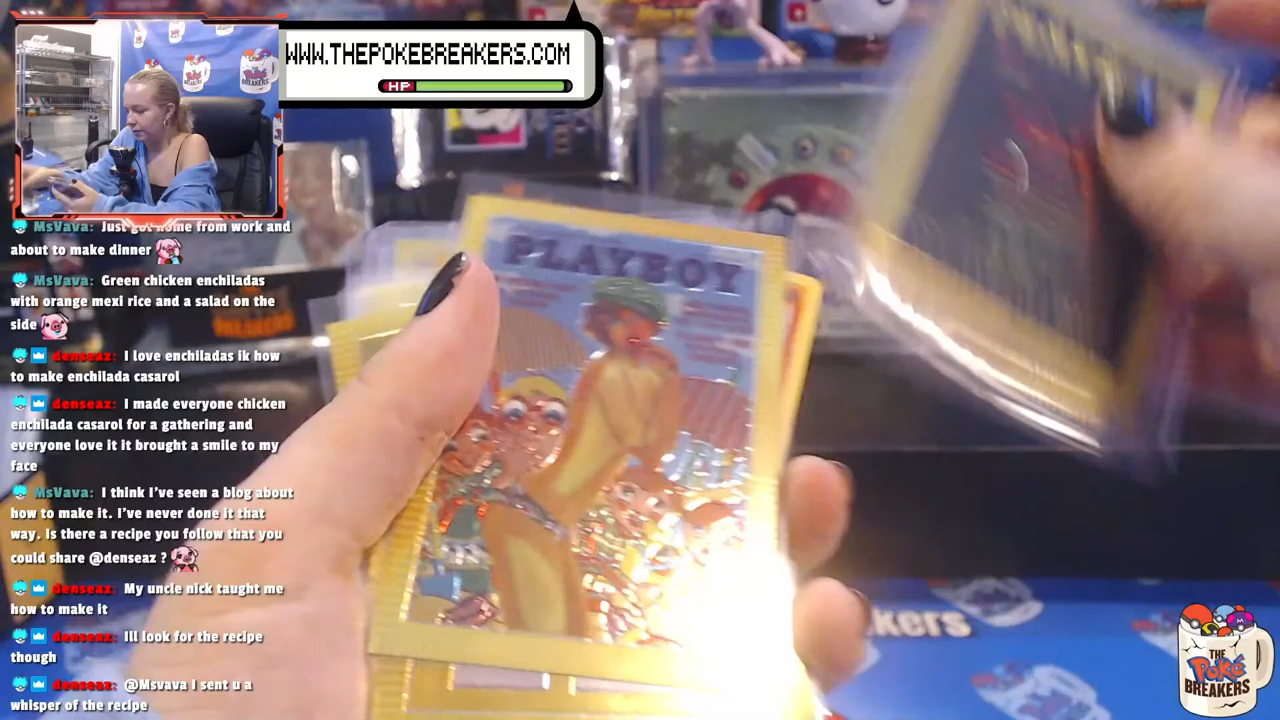 WWW.THEPOKEBREAKERS.COM
HP
MsVava: Just got home from work and
about to make dinner
MsVava: Green chicken enchiladas
with orange mexi rice and a salad on the
side
denseaz: I love enchiladas ik how
to make enchilada casarol
denseaz: I made everyone chicken
enchilada casarol for a gathering and
everyone love it it brought a smile to my
face
MsVava: I think I've seen a blog about
how to make it. I've never done it that
way. Is there a recipe you follow that you
could share @denseaz ?
denseaz: My uncle nick taught me
how to make it
denseaz: Ill look for the recipe
though
denseaz: @Msvava I sent u a
whisper of the recipe
PLAYBOY
BREAKERS
THE
Poké
BREAKERS